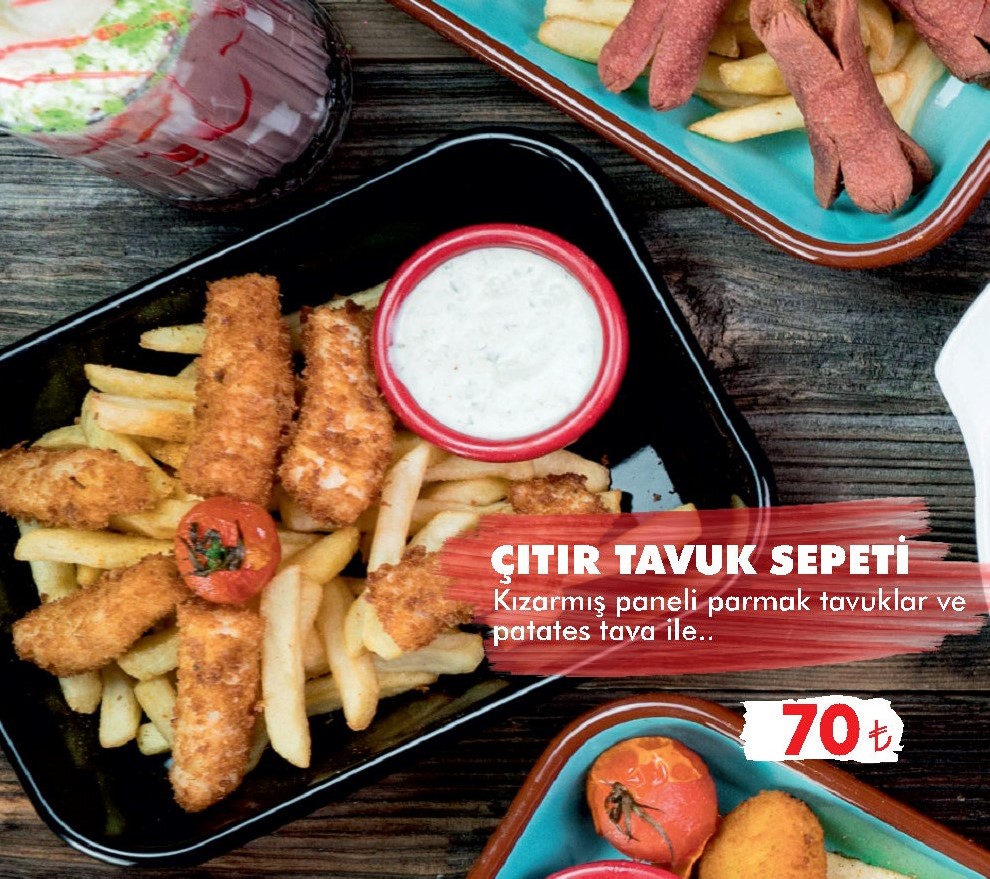 ÇITIR TAVUK SEPETİ
Kızarmış paneli parmak tavuklar ve
patates tava ile..
70 ₺